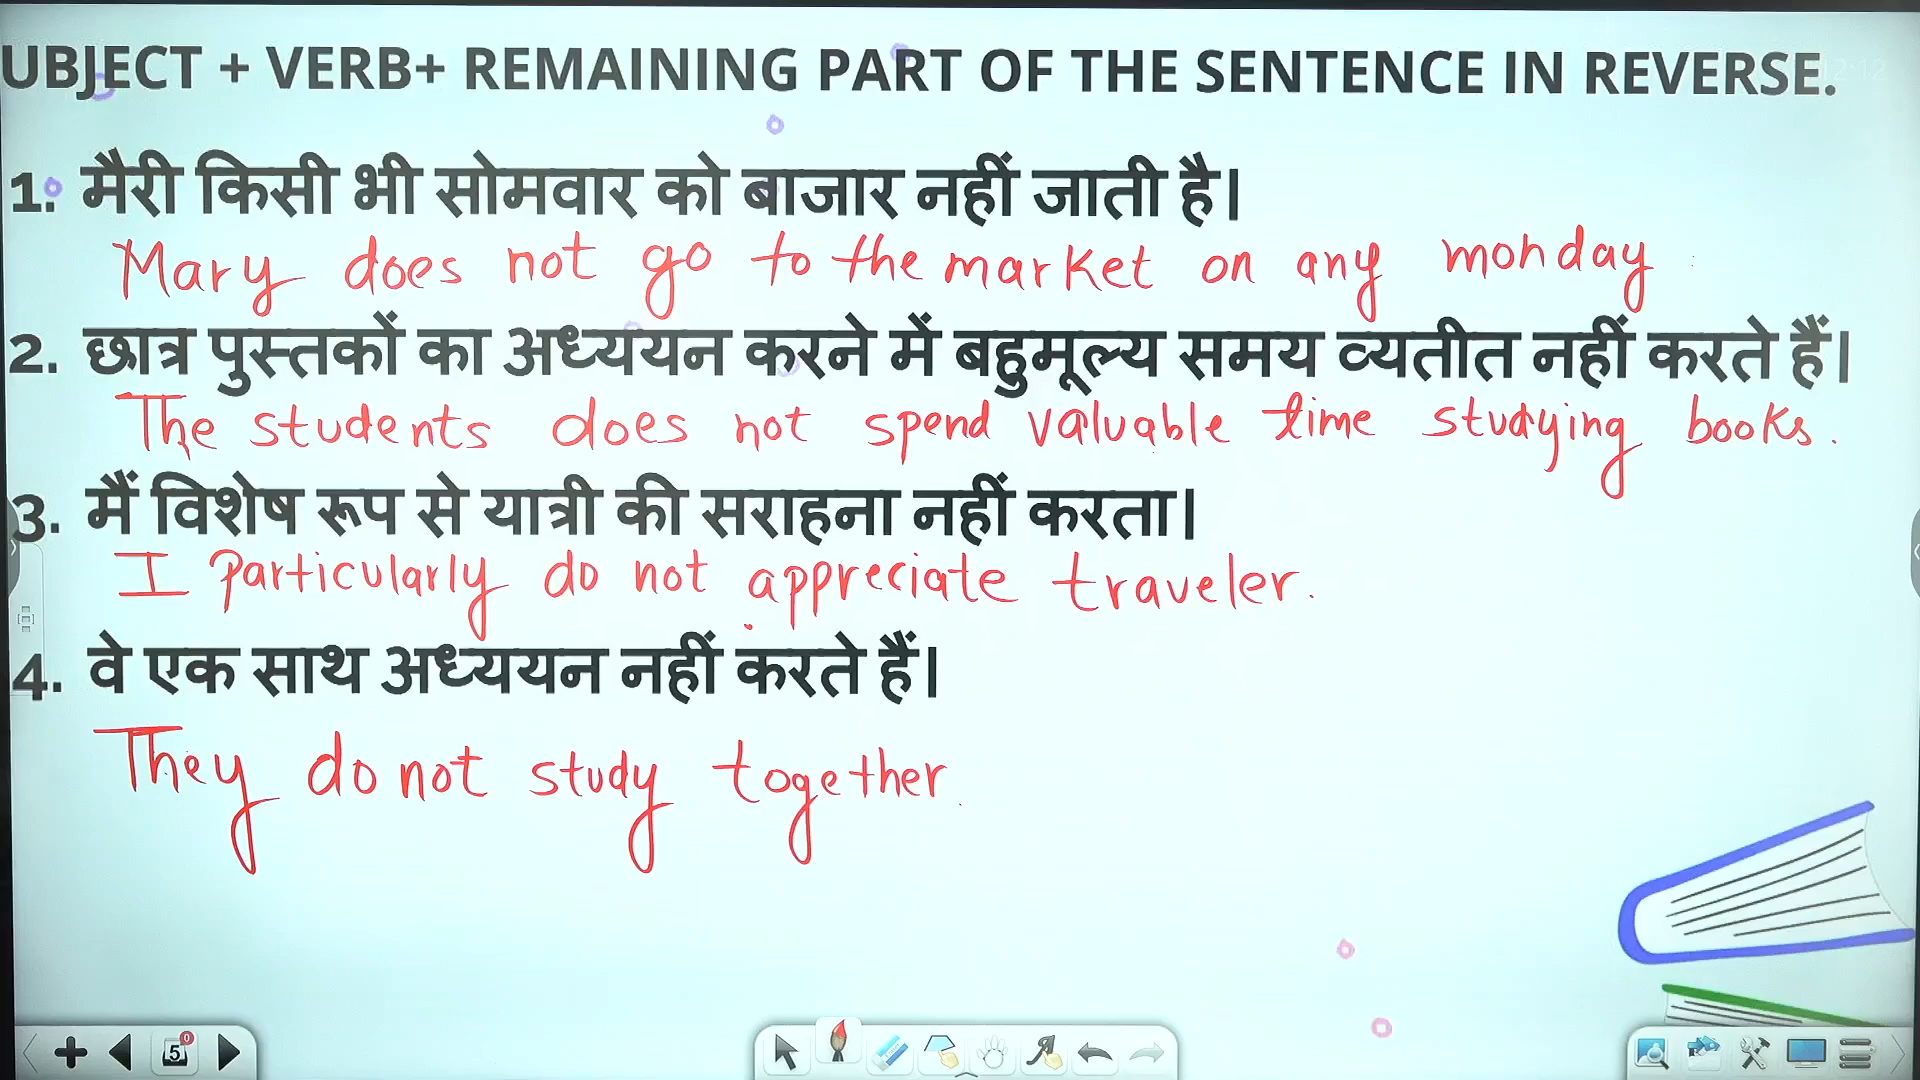 UBJECT + VERB+ REMAINING PART OF THE SENTENCE IN REVERSE.
1. मैरी किसी भी सोमवार को बाजार नहीं जाती है।
Mary does not go to the market on any monday
2. छात्र पुस्तकों का अध्ययन करने में बहुमूल्य समय व्यतीत नहीं करते हैं।
The students does not spend valuable time studying books.
3. मैं विशेष रूप से यात्री की सराहना नहीं करता।
I particularly do not appreciate traveler.
4. वे एक साथ अध्ययन नहीं करते हैं।
They do not study together.
5 0